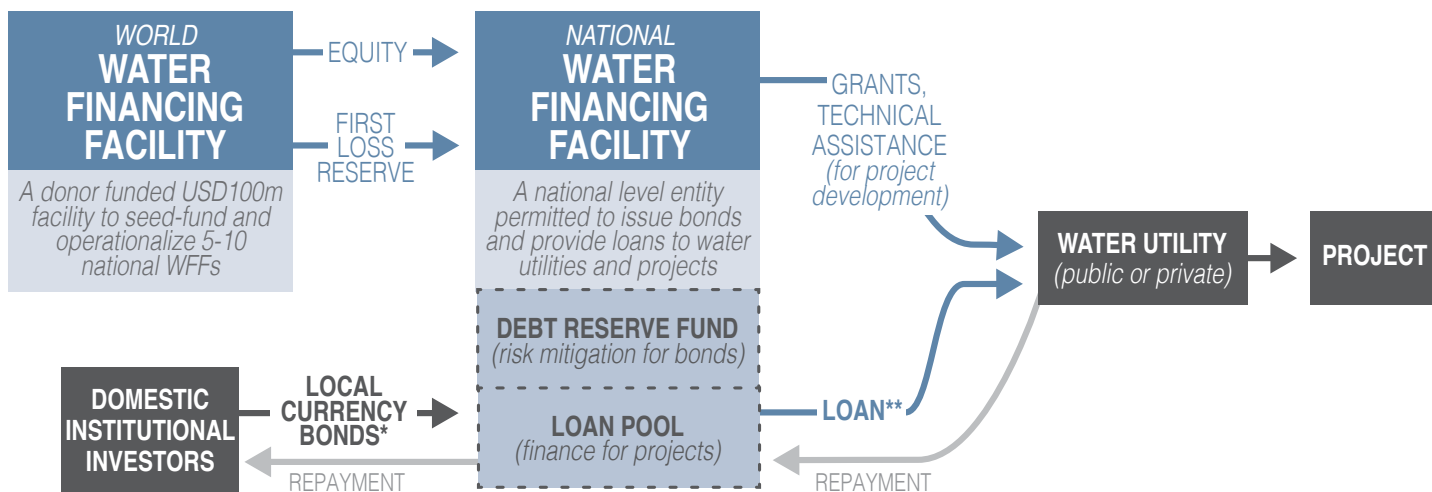 WORLD
WATER
FINANCING
FACILITY
A donor funded USD100m
facility to seed-fund and
operationalize 5-10
national WFFs
EQUITY
FIRST
LOSS
RESERVE
NATIONAL
WATER
FINANCING
FACILITY
A national level entity
permitted to issue bonds
and provide loans to water
utilities and projects
DEBT RESERVE FUND
(risk mitigation for bonds)
LOAN POOL
(finance for projects)
GRANTS,
TECHNICAL
ASSISTANCE
(for project
development)
WATER UTILITY
(public or private)
PROJECT
DOMESTIC
INSTITUTIONAL
INVESTORS
LOCAL
CURRENCY
BONDS*
REPAYMENT
LOAN**
REPAYMENT